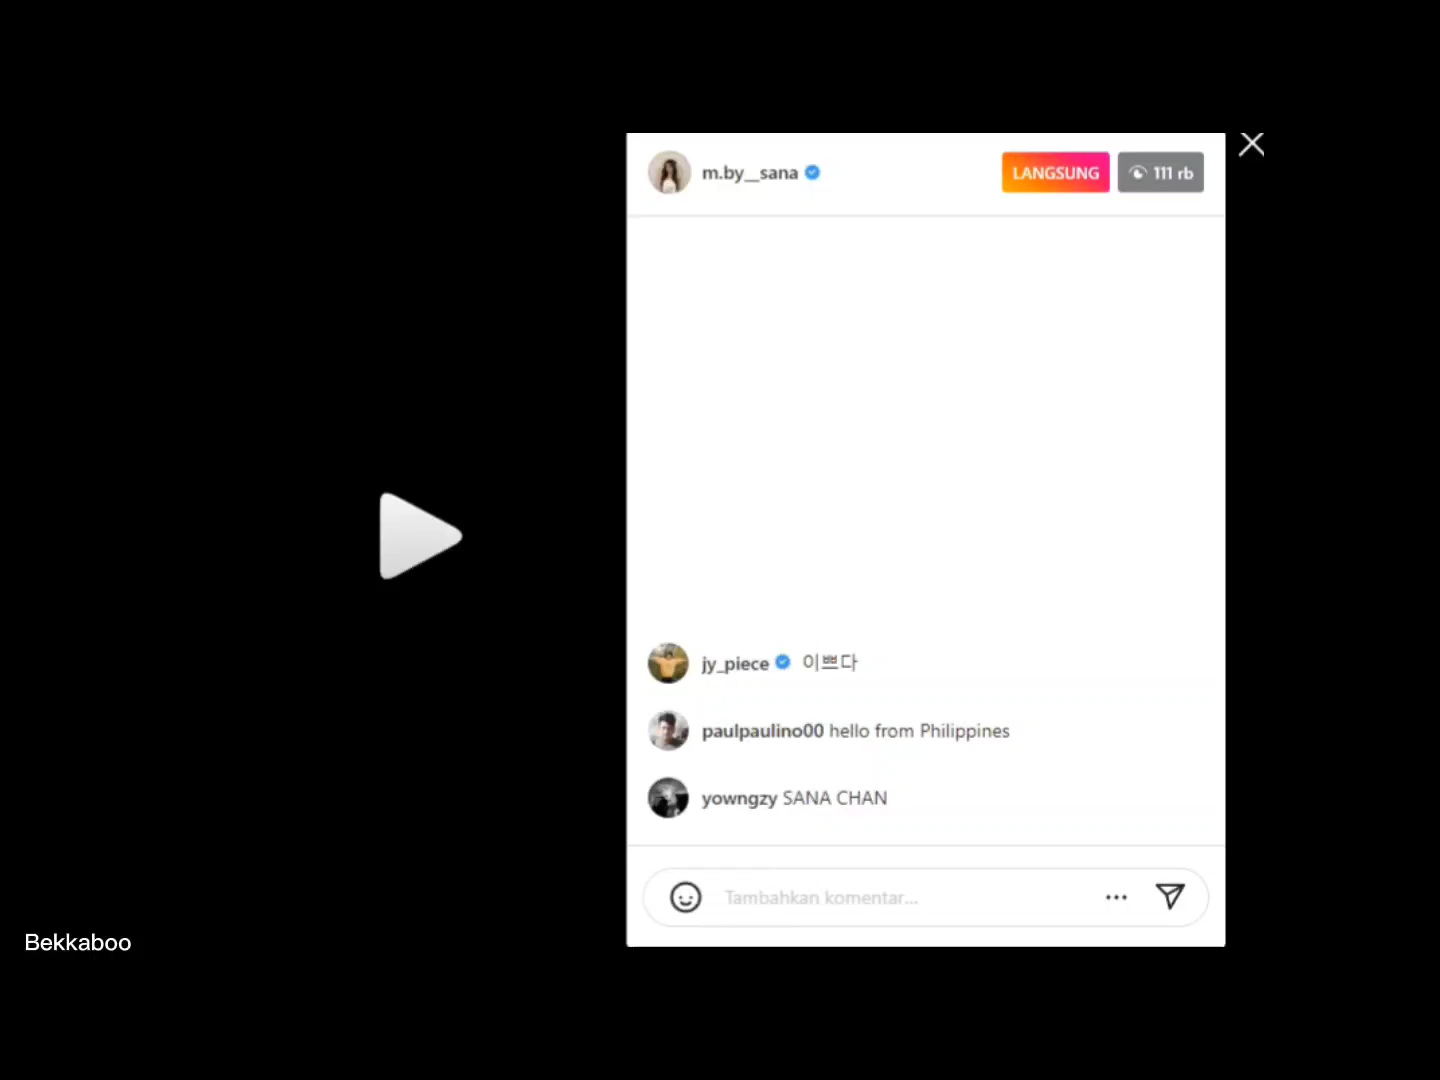 m.by__sana
LANGSUNG
111 rb
jy_piece 이쁘다
paulpaulino00 hello from Philippines
yowngzy SANA CHAN
Tambahkan komentar...
Bekkaboo